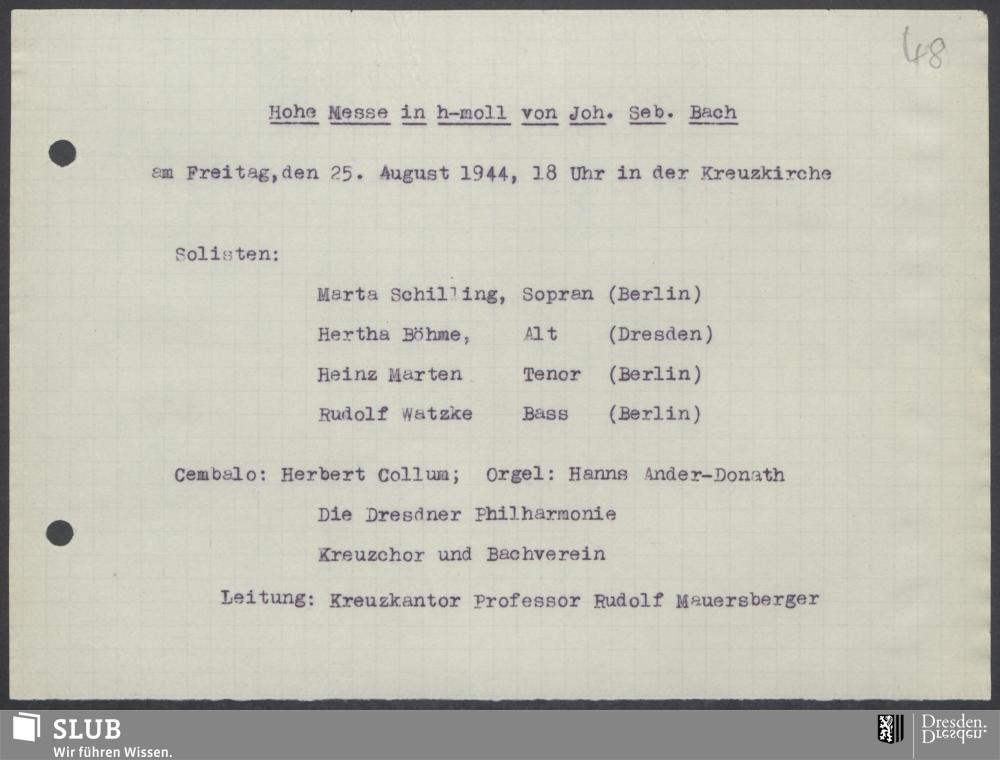 48
Hohe Messe in h-moll von Joh. Seb. Bach
am Freitag,den 25. August 1944, 18 Uhr in der Kreuzkirche
Solisten:
Marta Schilling, Sopran (Berlin)
Hertha Böhme, Alt (Dresden)
Heinz Marten Tenor (Berlin)
Rudolf Watzke Bass (Berlin)
Cembalo: Herbert Collum; Orgel: Hanns Ander-Donath
Die Dresdner Philharmonie
Kreuzchor und Bachverein
Leitung: Kreuzkantor Professor Rudolf Mauersberger
SLUB
Wir führen Wissen.
Dresden.
Dresden.